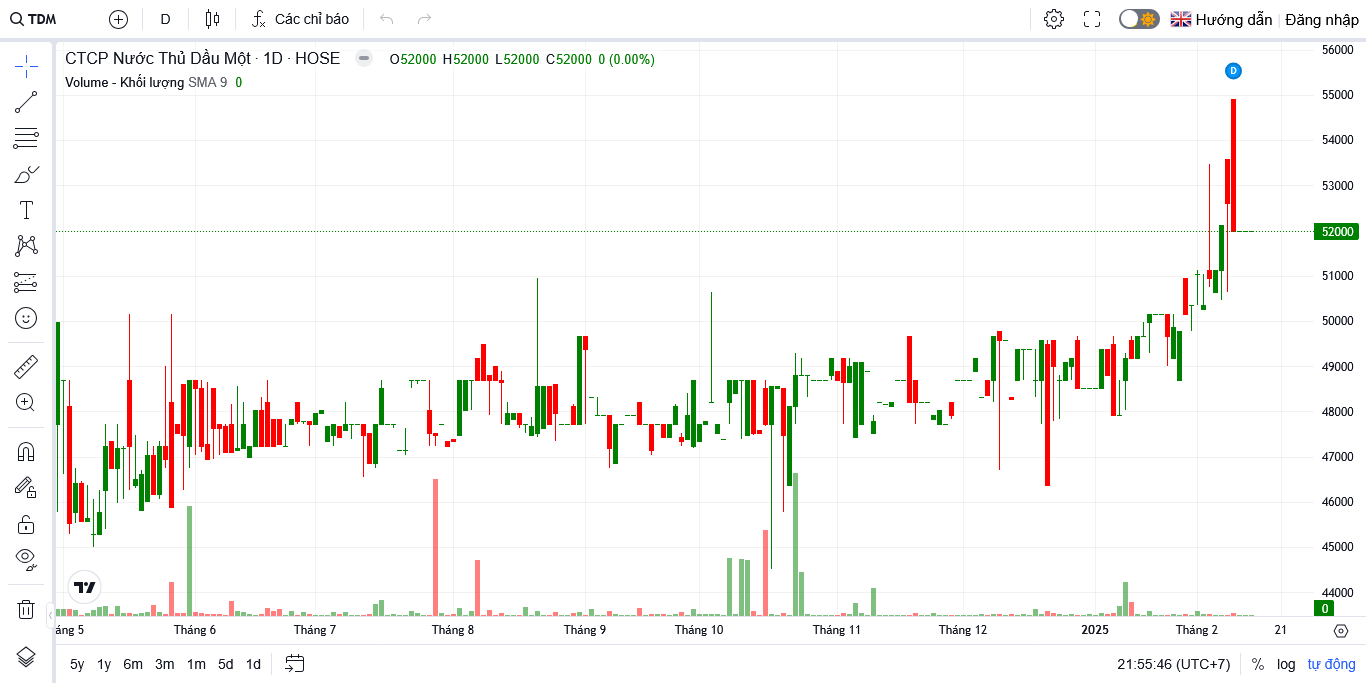 TDM D Các chỉ báo Hướng dẫn Đăng nhập
CTCP Nước Thủ Dầu Một · 1D · HOSE O52000 H52000 L52000 C52000 0 (0.00%)
Volume - Khối lượng SMA 9 0
D
56000
55000
54000
53000
52000
51000
50000
49000
48000
47000
46000
45000
44000
0
áng 5 Tháng 6 Tháng 7 Tháng 8 Tháng 9 Tháng 10 Tháng 11 Tháng 12 2025 Tháng 2 21
5y 1y 6m 3m 1m 5d 1d 21:55:46 (UTC+7) % log tự động